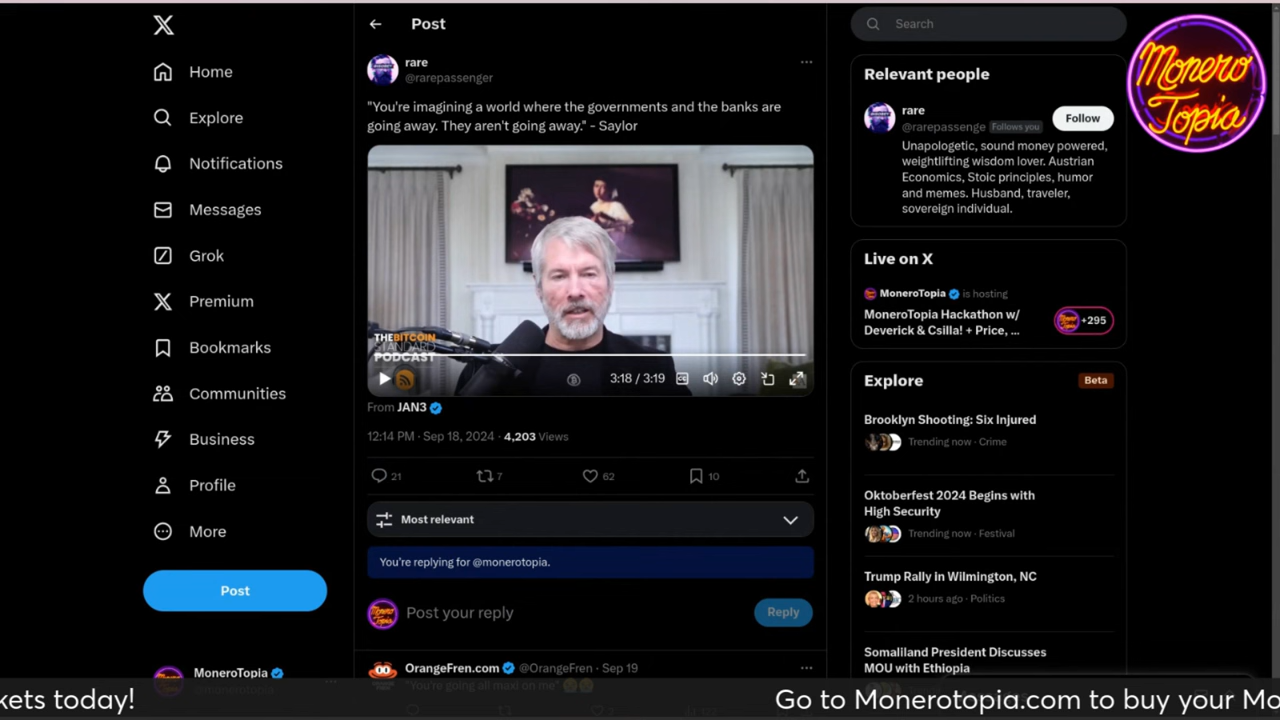 Home
Explore
Notifications
Messages
Grok
Premium
Bookmarks
Communities
Business
Profile
More
Post
MoneroTopia
Post
rare
@rarepassenger
"You're imagining a world where the governments and the banks are
going away. They aren't going away." - Saylor
THE BITCOIN
STANDARD
PODCAST
3:18 / 3:19
From JAN3
12:14 PM · Sep 18, 2024 · 4,203 Views
21
7
62
10
Most relevant
You're replying for @monerotopia.
Post your reply
Reply
OrangeFren.com @OrangeFren · Sep 19
"You're going all maxi on me"
Search
Monero
Topia
Relevant people
rare
@rarepassenge Follows you
Follow
Unapologetic, sound money powered,
weightlifting wisdom lover. Austrian
Economics, Stoic principles, humor
and memes. Husband, traveler,
sovereign individual.
Live on X
MoneroTopia is hosting
MoneroTopia Hackathon w/
Deverick & Csilla! + Price, ...
+295
Explore
Beta
Brooklyn Shooting: Six Injured
Trending now · Crime
Oktoberfest 2024 Begins with
High Security
Trending now · Festival
Trump Rally in Wilmington, NC
2 hours ago · Politics
Somaliland President Discusses
MOU with Ethiopia
kets today!
Go to Monerotopia.com to buy your Mo